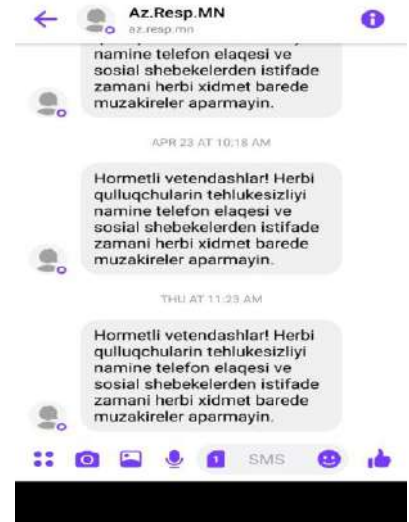 Az.Resp.MN
az.resp.mn
namine telefon elaqesi ve
sosial shebekelerden istifade
zamani herbi xidmet barede
muzakireler aparmayin.
APR 23 AT 10:18 AM
Hormetli vetendashlar! Herbi
qulluqchularin tehlukesizliyi
namine telefon elaqesi ve
sosial shebekelerden istifade
zamani herbi xidmet barede
muzakireler aparmayin.
THU AT 11:23 AM
Hormetli vetendashlar! Herbi
qulluqchularin tehlukesizliyi
namine telefon elaqesi ve
sosial shebekelerden istifade
zamani herbi xidmet barede
muzakireler aparmayin.
1 SMS